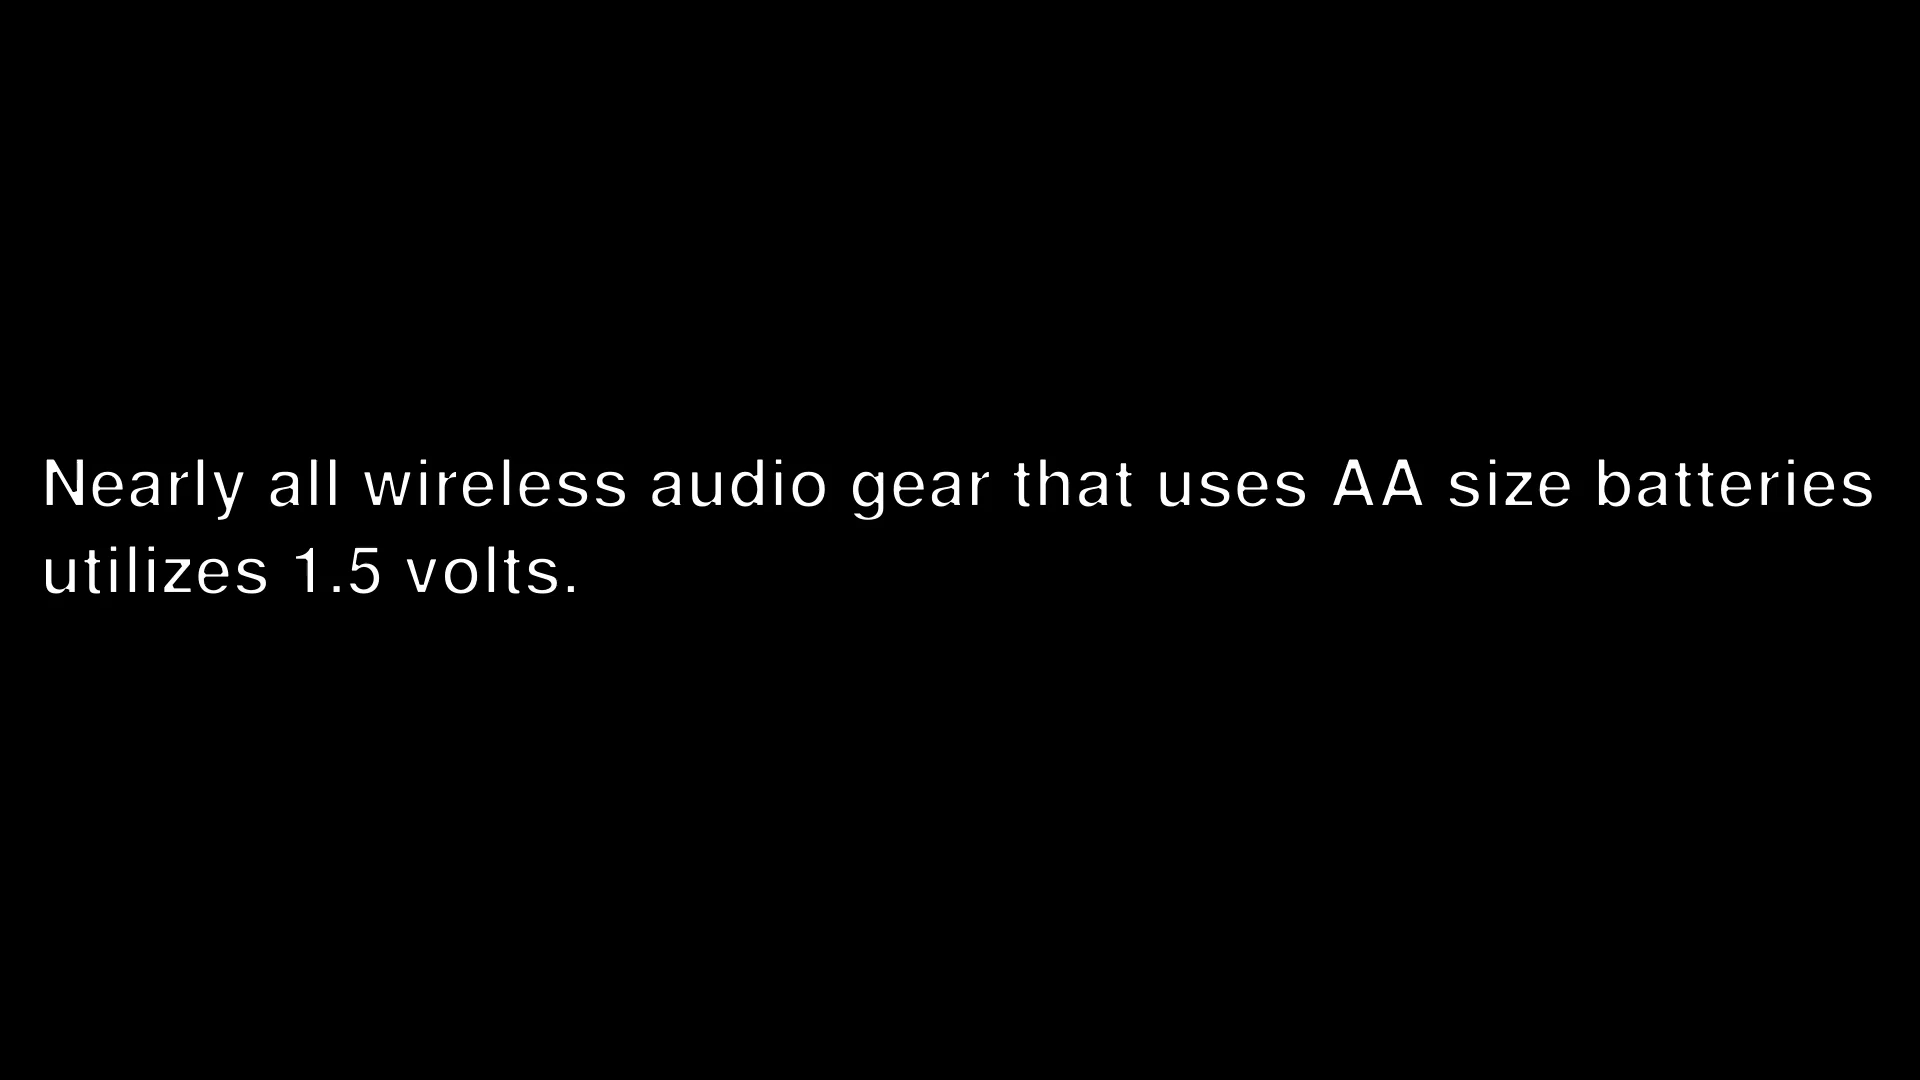 Nearly all wireless audio gear that uses AA size batteries
utilizes 1.5 volts.